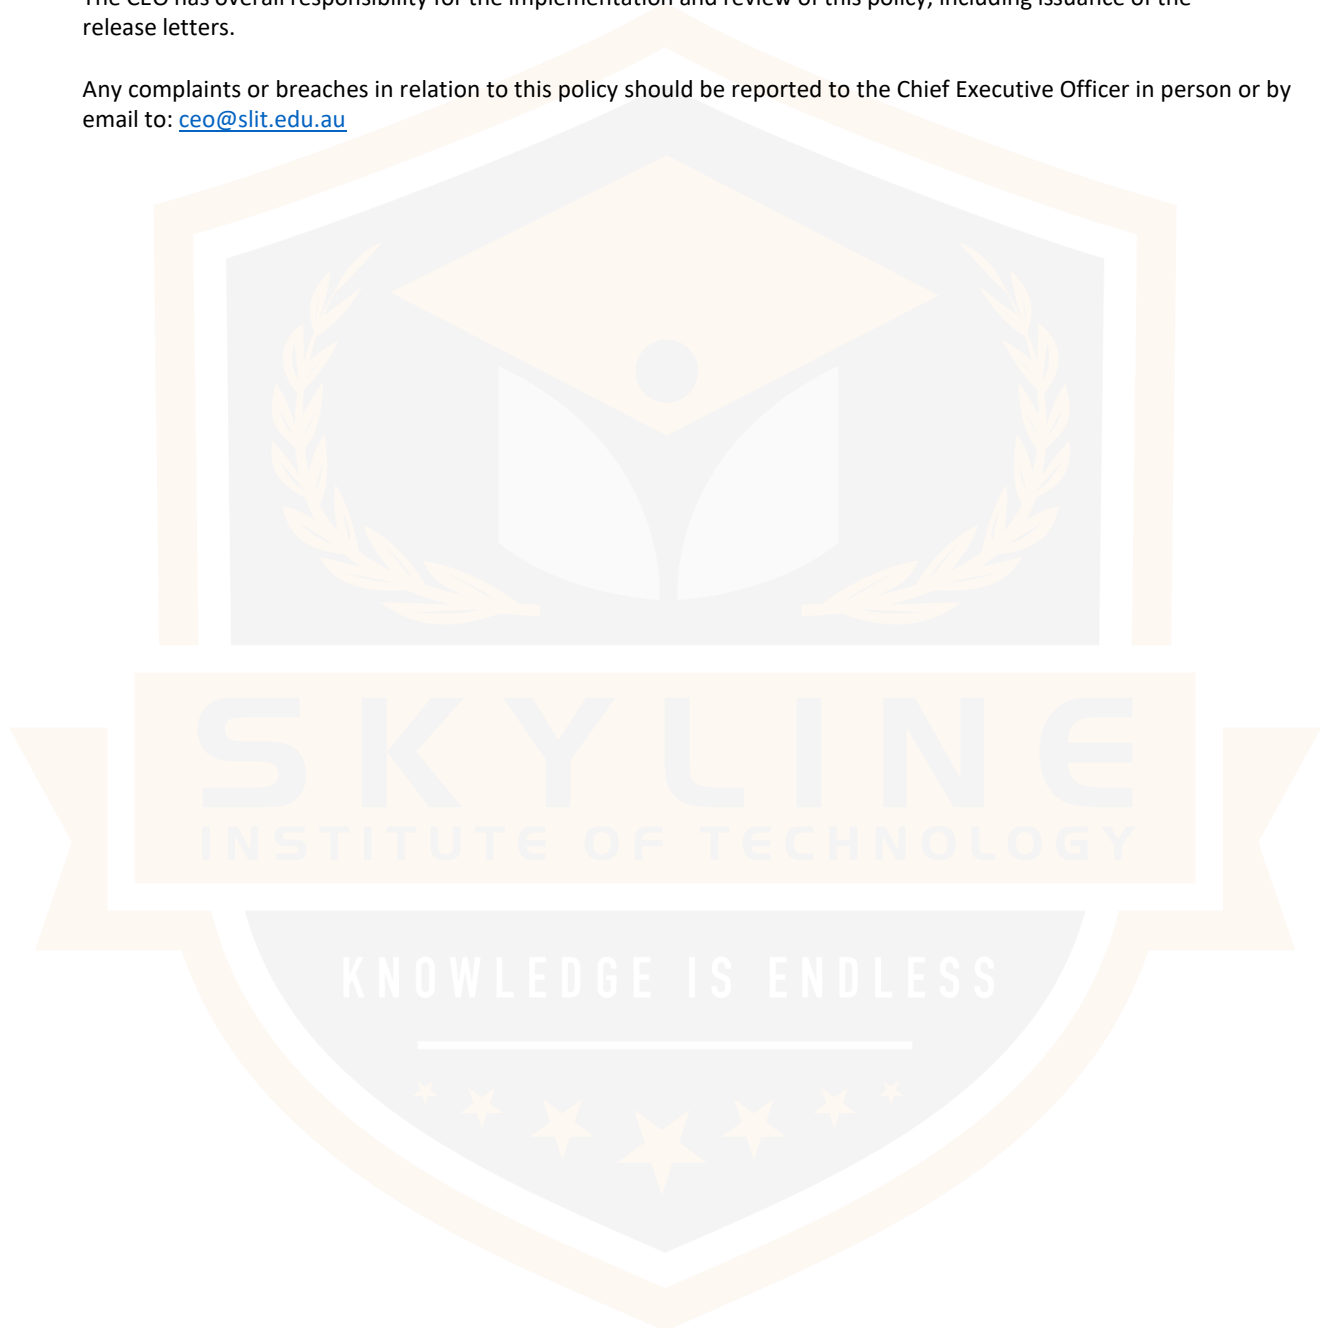 The CEO has overall responsibility for the implementation and review of this policy, including issuance of the
release letters.
Any complaints or breaches in relation to this policy should be reported to the Chief Executive Officer in person or by
email to: ceo@slit.edu.au
SKYLINE
INSTITUTE OF TECHNOLOGY
KNOWLEDGE IS ENDLESS